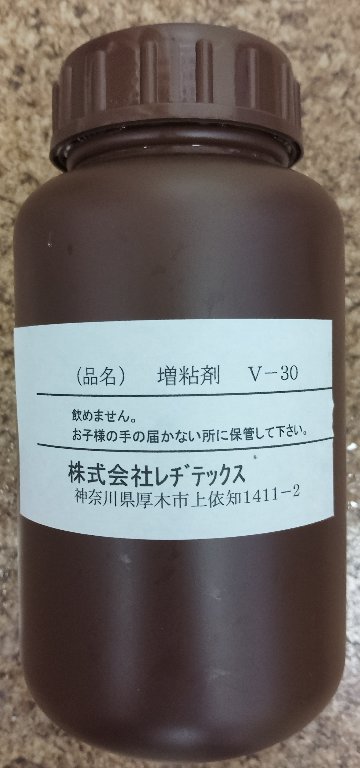 （品名）　増粘剤　V－30
飲めません。
お子様の手の届かない所に保管して下さい。
株式会社レヂテックス
神奈川県厚木市上依知1411－2